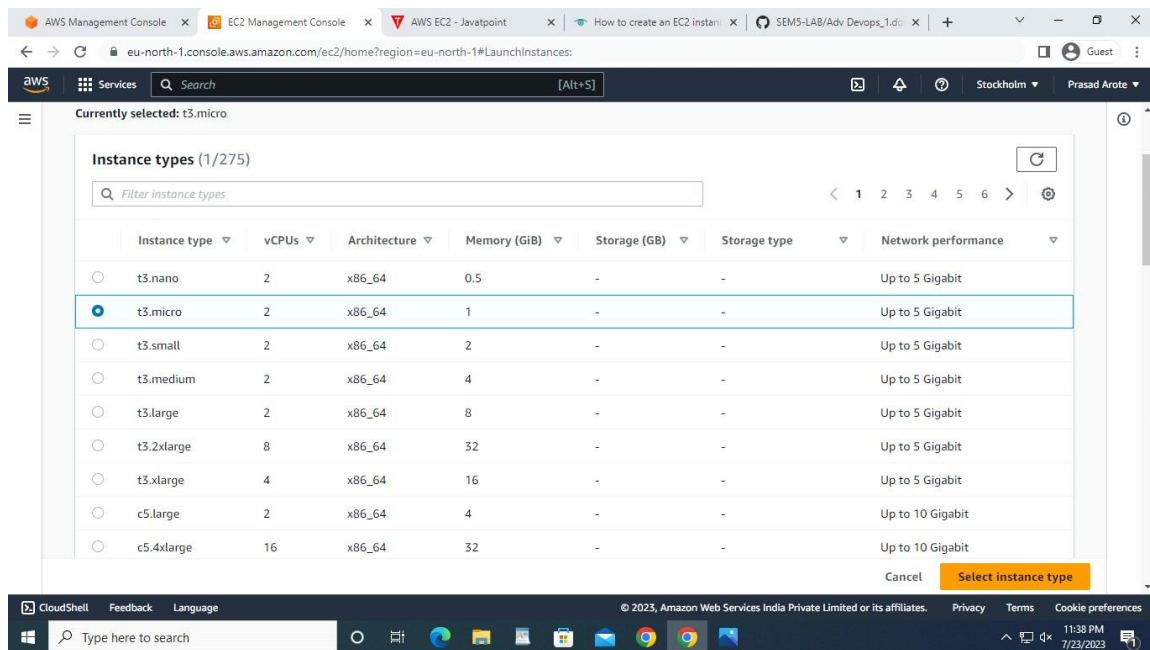 AWS Management Console
EC2 Management Console
AWS EC2 - Javatpoint
How to create an EC2 instan
SEM5-LAB/Adv Devops_1.do
eu-north-1.console.aws.amazon.com/ec2/home?region=eu-north-1#LaunchInstances:
Guest
aws
Services
Search
[Alt+S]
Stockholm
Prasad Arote
Currently selected: t3.micro
Instance types (1/275)
Filter instance types
1 2 3 4 5 6
Instance type vCPUs Architecture Memory (GiB) Storage (GB) Storage type Network performance
t3.nano 2 x86_64 0.5 - - Up to 5 Gigabit
t3.micro 2 x86_64 1 - - Up to 5 Gigabit
t3.small 2 x86_64 2 - - Up to 5 Gigabit
t3.medium 2 x86_64 4 - - Up to 5 Gigabit
t3.large 2 x86_64 8 - - Up to 5 Gigabit
t3.2xlarge 8 x86_64 32 - - Up to 5 Gigabit
t3.xlarge 4 x86_64 16 - - Up to 5 Gigabit
c5.large 2 x86_64 4 - - Up to 10 Gigabit
c5.4xlarge 16 x86_64 32 - - Up to 10 Gigabit
Cancel
Select instance type
CloudShell Feedback Language
© 2023, Amazon Web Services India Private Limited or its affiliates. Privacy Terms Cookie preferences
Type here to search
11:38 PM
7/23/2023
1